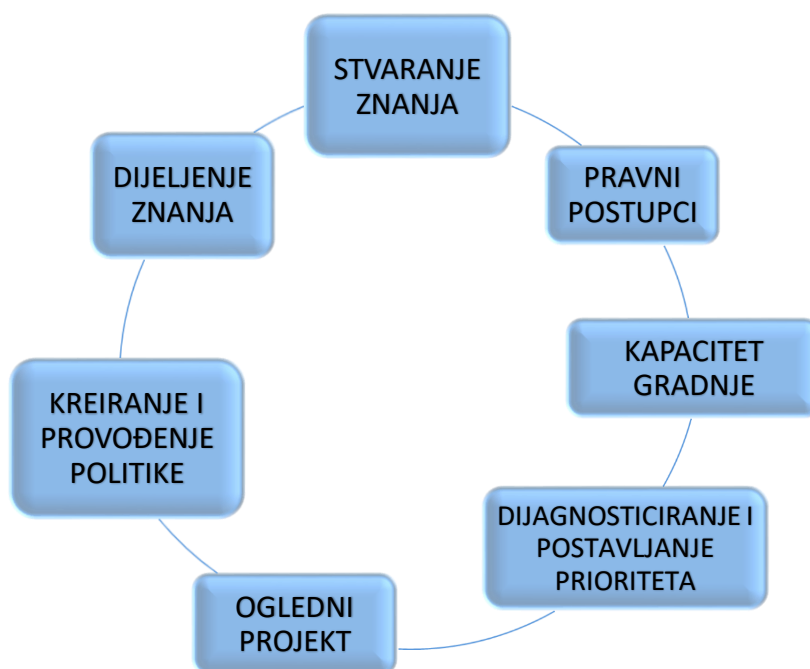 STVARANJE
ZNANJA
PRAVNI
POSTUPCI
KAPACITET
GRADNJE
DIJAGNOSTICIRANJE I
POSTAVLJANJE
PRIORITETA
OGLEDNI
PROJEKT
KREIRANJE I
PROVOĐENJE
POLITIKE
DIJELJENJE
ZNANJA